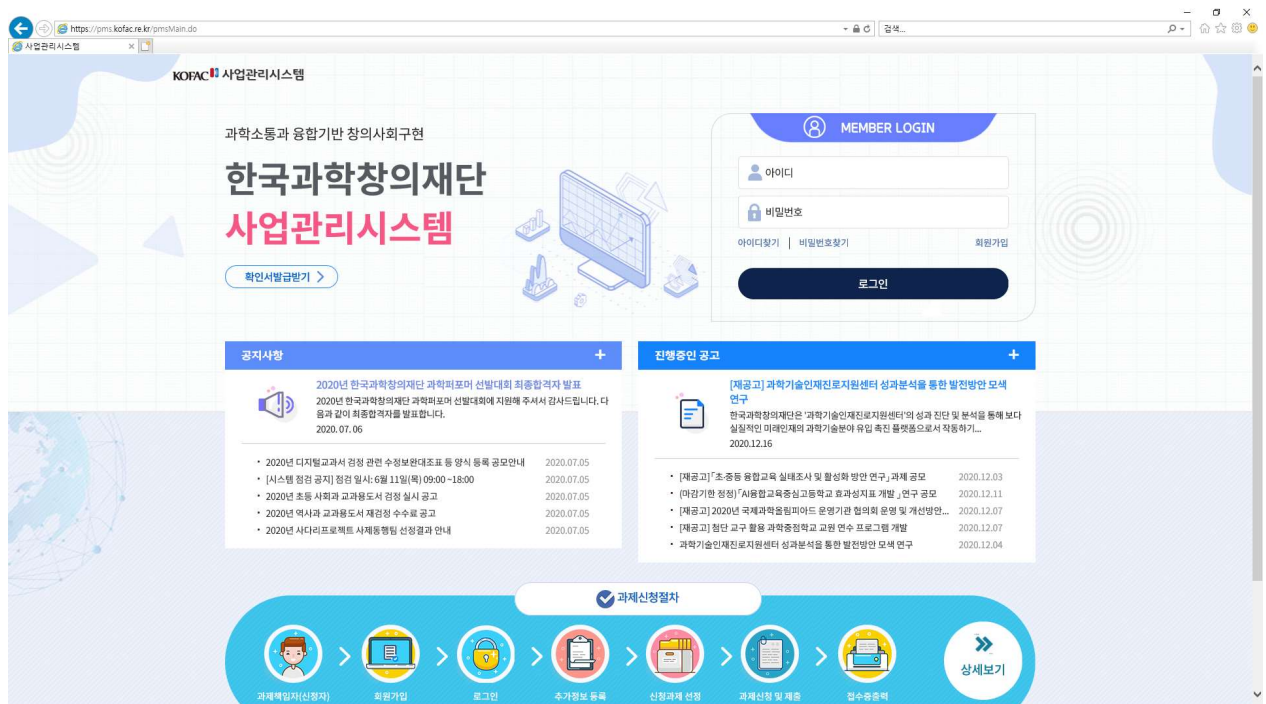 https://pms.kofac.re.kr/pmsMain.do
검색...
사업관리시스템
KOFAC 사업관리시스템
과학소통과 융합기반 창의사회구현
한국과학창의재단
사업관리시스템
확인서발급받기
MEMBER LOGIN
아이디
비밀번호
아이디찾기 | 비밀번호찾기
회원가입
로그인
공지사항 +
2020년 한국과학창의재단 과학퍼포머 선발대회 최종합격자 발표
2020년 한국과학창의재단 과학퍼포머 선발대회에 지원해 주셔서 감사드립니다. 다
음과 같이 최종합격자를 발표합니다.
2020. 07. 06
· 2020년 디지털교과서 검정 관련 수정보완대조표 등 양식 등록 공모안내 2020.07.05
· [시스템 점검 공지] 점검 일시: 6월 11일(목) 09:00 ~18:00 2020.07.05
· 2020년 초등 사회과 교과용도서 검정 실시 공고 2020.07.05
· 2020년 역사과 교과용도서 재검정 수수료 공고 2020.07.05
· 2020년 사다리프로젝트 사제동행팀 선정결과 안내 2020.07.05
진행중인 공고 +
[재공고] 과학기술인재진로지원센터 성과분석을 통한 발전방안 모색
연구
한국과학창의재단은 '과학기술인재진로지원센터'의 성과 진단 및 분석을 통해 보다
실질적인 미래인재의 과학기술분야 유입 촉진 플랫폼으로서 작동하기...
2020.12.16
· [재공고]「초·중등 융합교육 실태조사 및 활성화 방안 연구」과제 공모 2020.12.03
· (마감기한 정정)「AI융합교육중심고등학교 효과성지표 개발」연구 공모 2020.12.11
· [재공고] 2020년 국제과학올림피아드 운영기관 협의회 운영 및 개선방안... 2020.12.07
· [재공고] 첨단 교구 활용 과학중점학교 교원 연수 프로그램 개발 2020.12.07
· 과학기술인재진로지원센터 성과분석을 통한 발전방안 모색 연구 2020.12.04
과제신청절차
과제책임자(신청자)
회원가입
로그인
추가정보 등록
신청과제 선정
과제신청 및 제출
접수증출력
상세보기